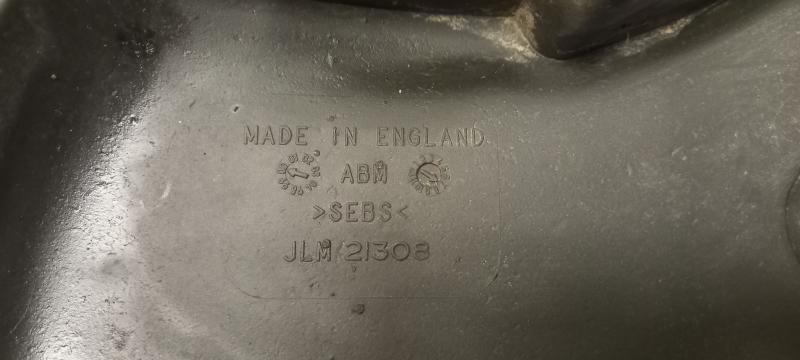 MADE IN ENGLAND
ABM
>SEBS<
JLM 21308